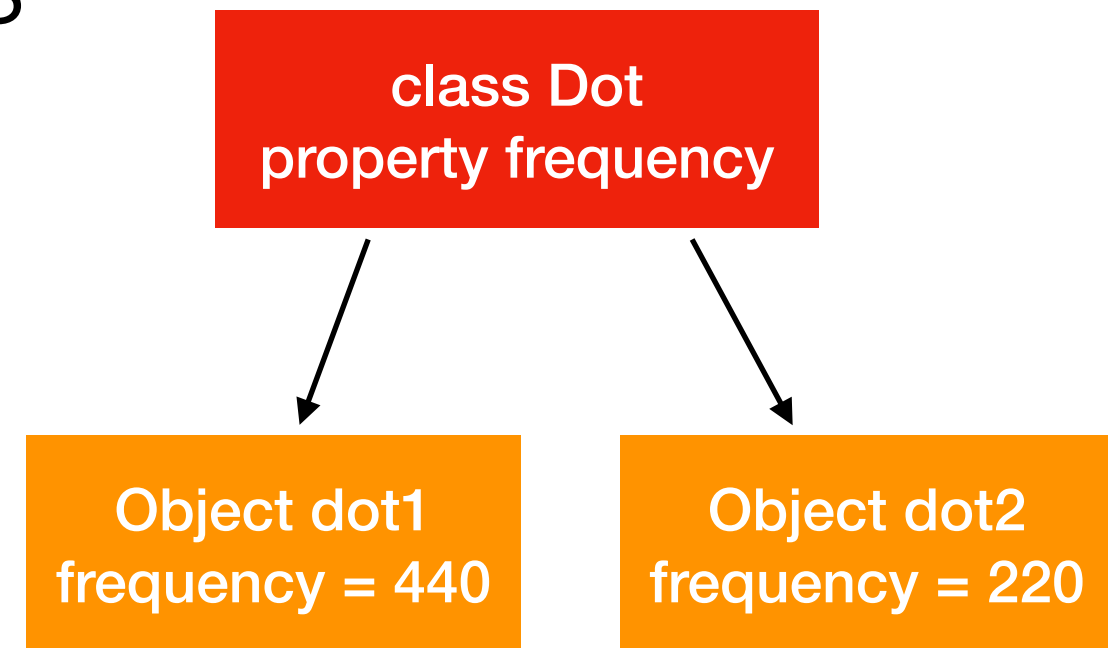 class Dot
property frequency
Object dot1
frequency = 440
Object dot2
frequency = 220